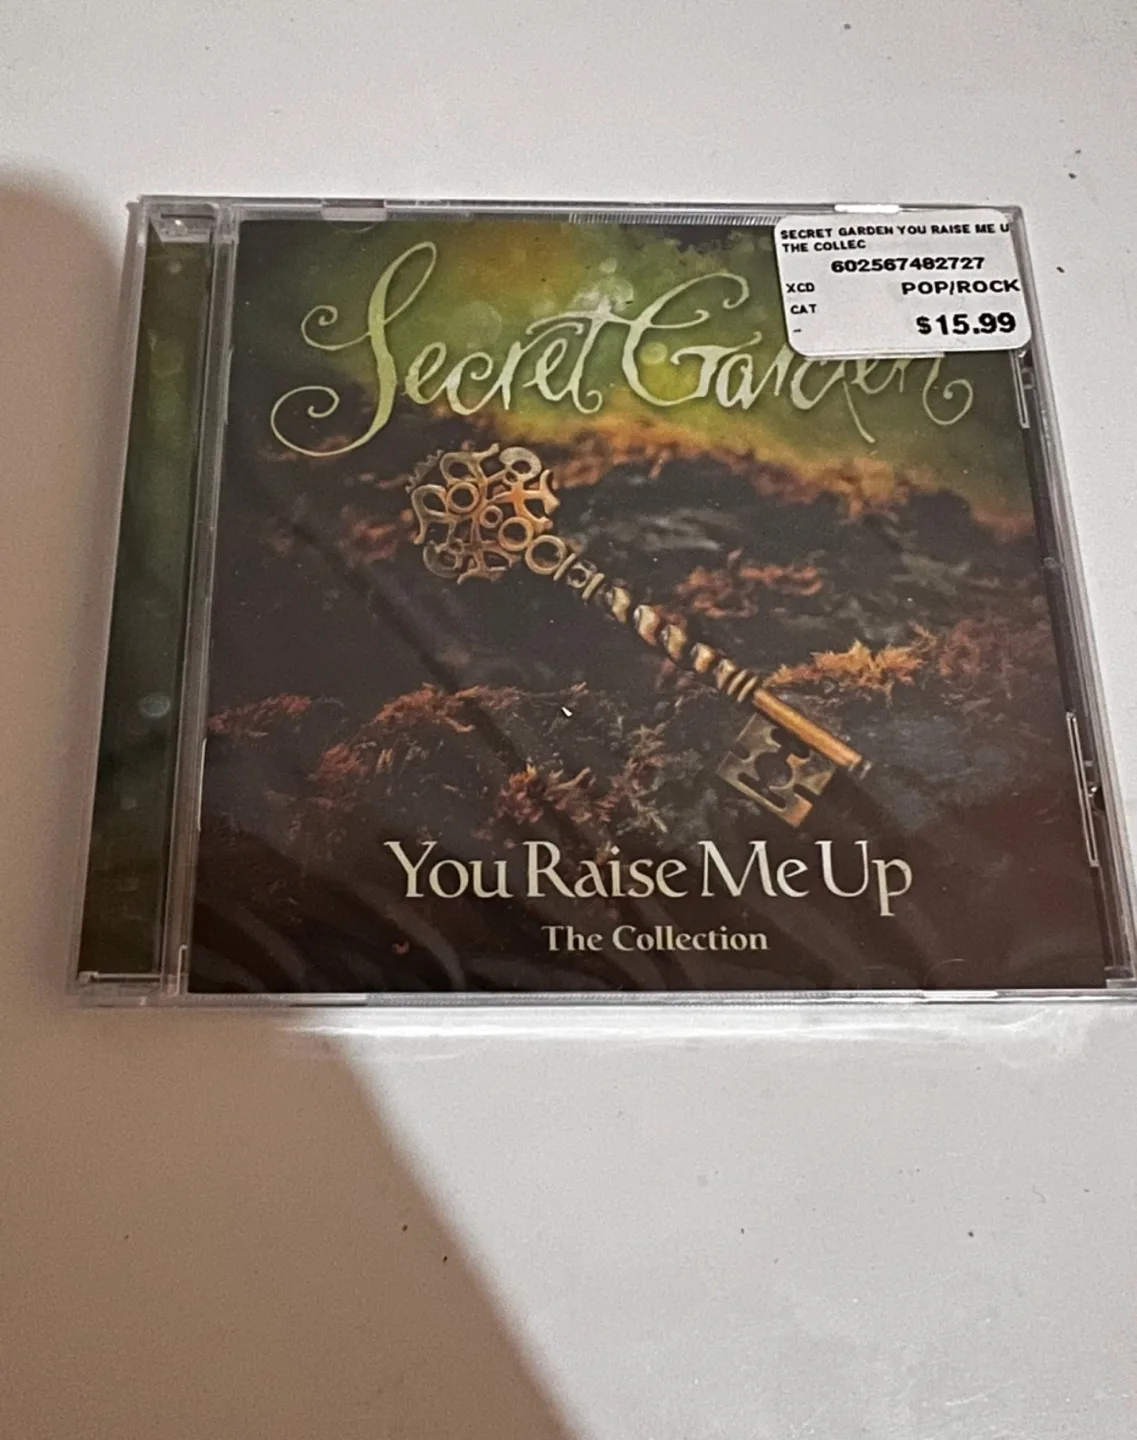 SECRET GARDEN YOU RAISE ME U
THE COLLEC
602567482727
XCD POP/ROCK
CAT
- $15.99
Secret Garden
You Raise Me Up
The Collection